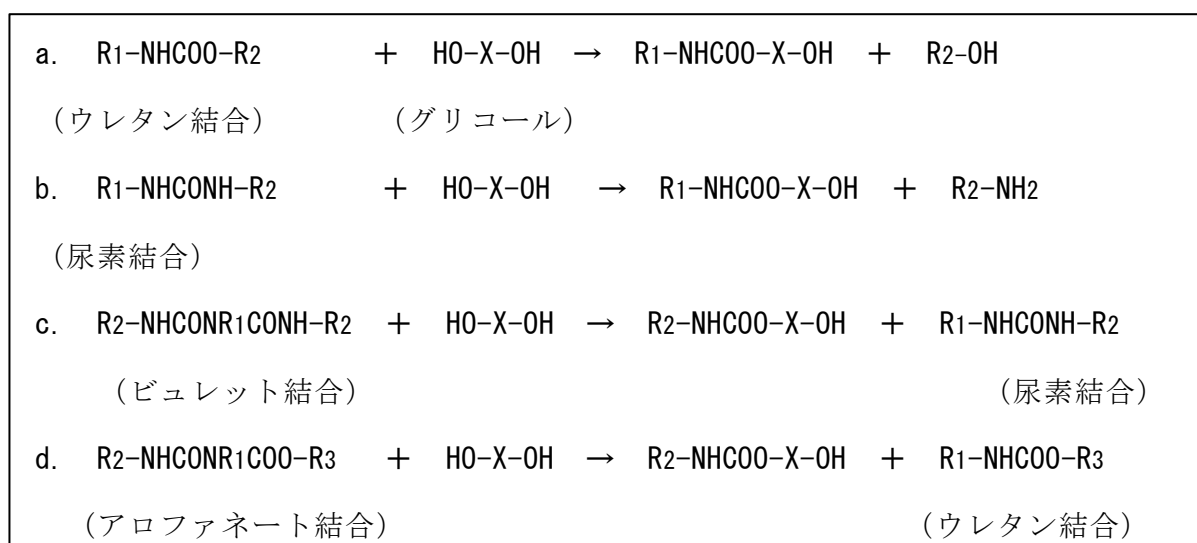 a. R1-NHCOO-R2 + HO-X-OH → R1-NHCOO-X-OH + R2-OH
(ウレタン結合) (グリコール)
b. R1-NHCONH-R2 + HO-X-OH → R1-NHCOO-X-OH + R2-NH2
(尿素結合)
c. R2-NHCONR1CONH-R2 + HO-X-OH → R2-NHCOO-X-OH + R1-NHCONH-R2
(ビュレット結合) (尿素結合)
d. R2-NHCONR1COO-R3 + HO-X-OH → R2-NHCOO-X-OH + R1-NHCOO-R3
(アロファネート結合) (ウレタン結合)